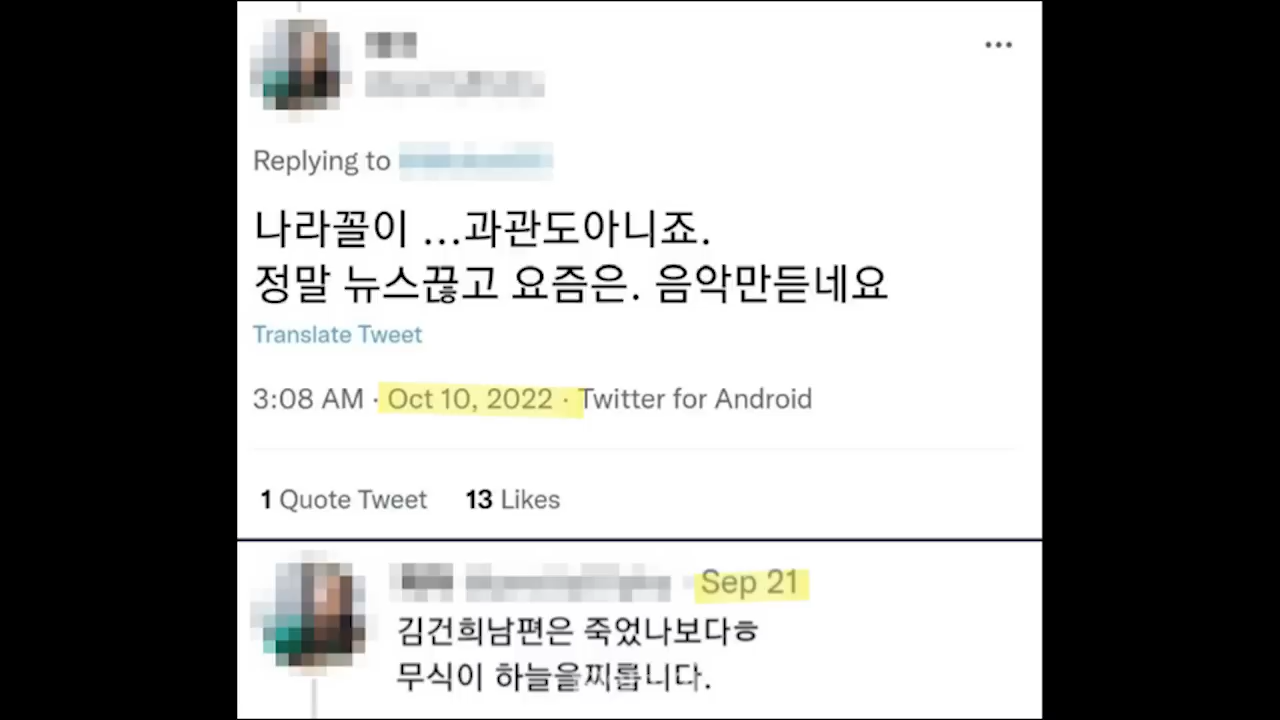 Replying to
나라꼴이 ...과관도아니죠.
정말 뉴스끊고 요즘은. 음악만듣네요
Translate Tweet
3:08 AM · Oct 10, 2022 · Twitter for Android
1 Quote Tweet 13 Likes
Sep 21
김건희남편은 죽었나보다ㅎ
무식이 하늘을찌릅니다.